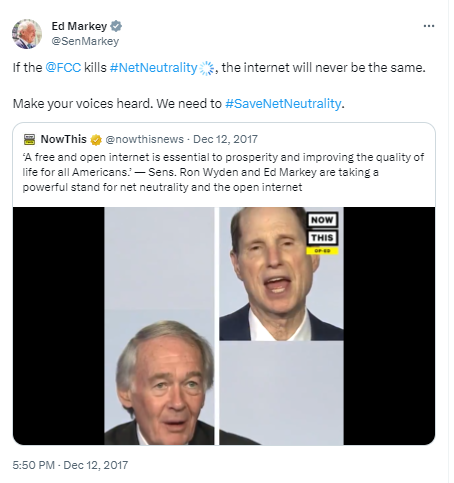 Ed Markey
@SenMarkey
If the @FCC kills #NetNeutrality, the internet will never be the same.
Make your voices heard. We need to #SaveNetNeutrality.
NowThis @nowthisnews · Dec 12, 2017
‘A free and open internet is essential to prosperity and improving the quality of
life for all Americans.’ — Sens. Ron Wyden and Ed Markey are taking a
powerful stand for net neutrality and the open internet
NOW
THIS
OP-ED
5:50 PM · Dec 12, 2017